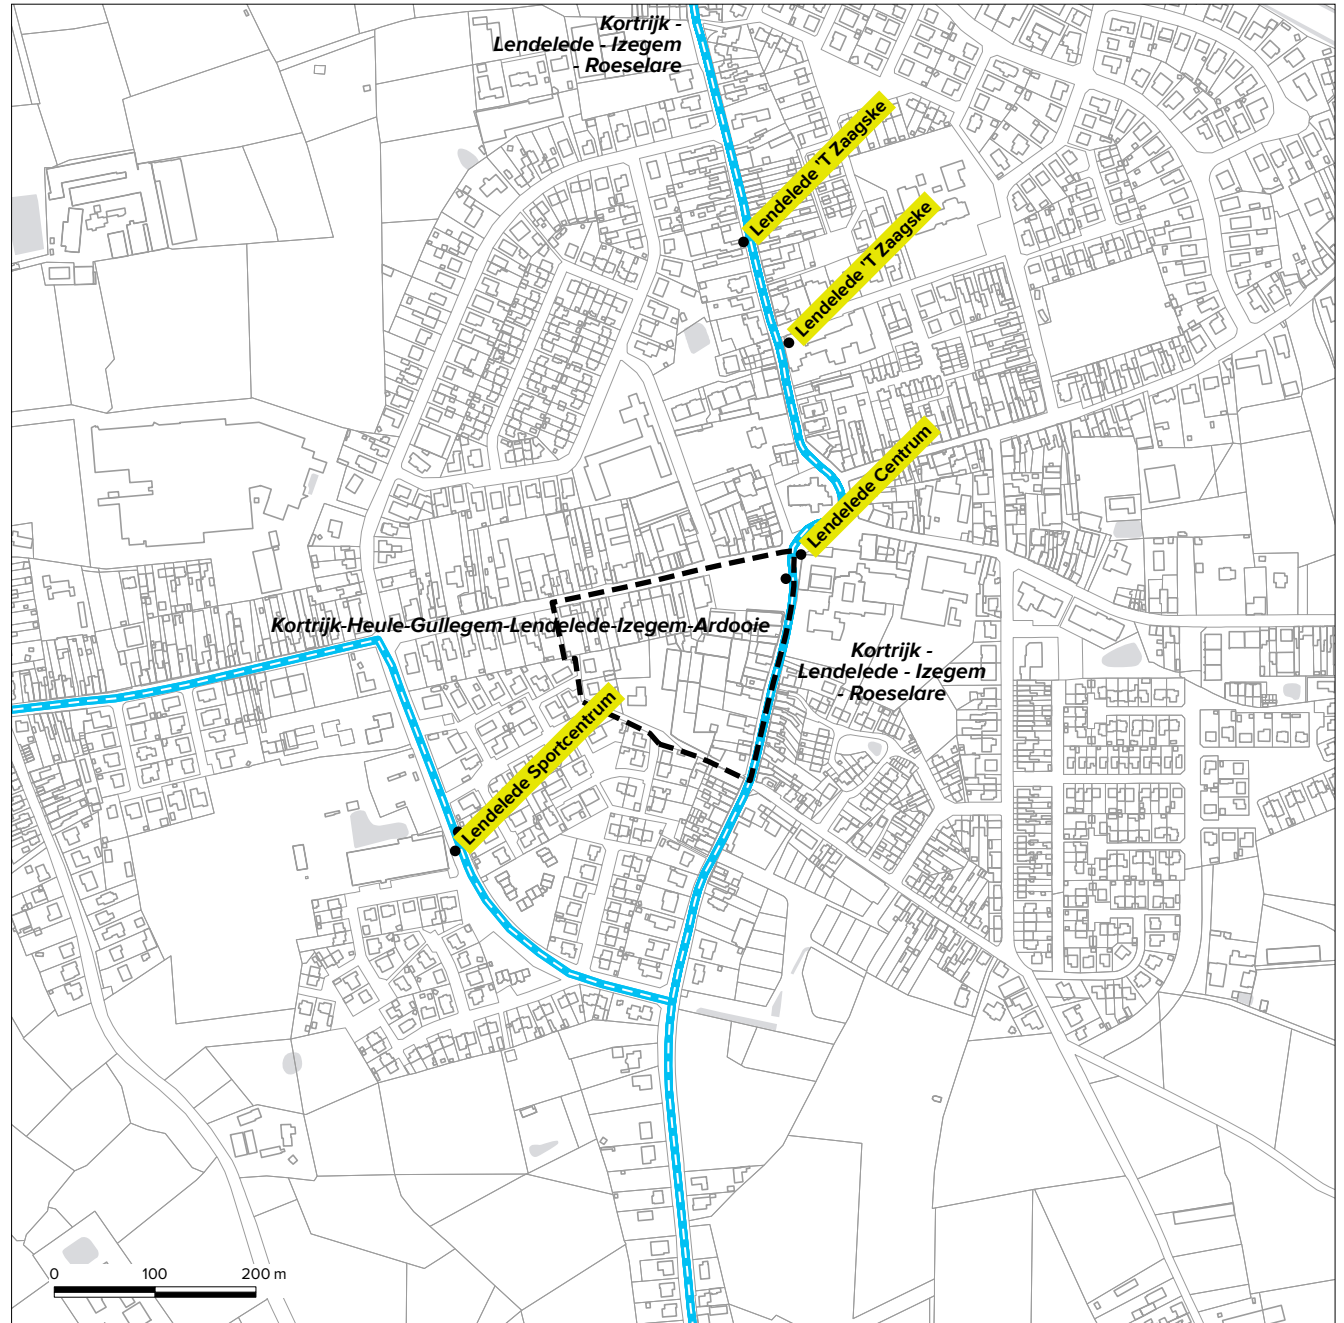 Kortrijk -
Lendelede - Izegem
- Roeselare
Lendelede 'T Zaagske
Lendelede 'T Zaagske
Lendelede Centrum
Kortrijk-Heule-Gullegem-Lendelede-Izegem-Ardooie
Kortrijk -
Lendelede - Izegem
- Roeselare
Lendelede Sportcentrum
0 100 200 m